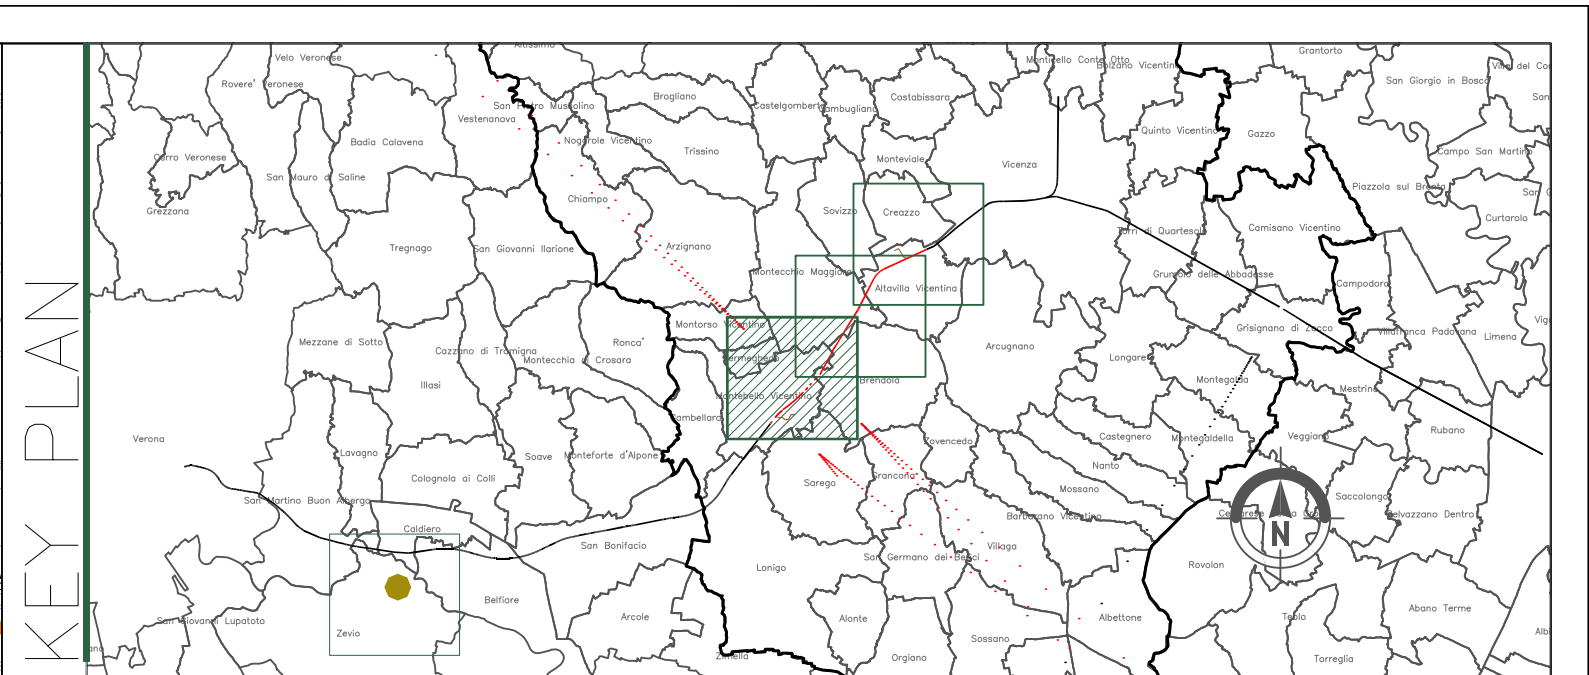 KEY PLAN
Altissimo
Velo Veronese
Rovere' Veronese
Grantorto
Monticello Conte Otto
Bolzano Vicentin
San Giorgio in Bosco
Brogliano
Costabissara
San Pietro Mussolino
Castelgomberto
Gambugliano
Vestenanova
San
Badia Calavena
Nogarole Vicentino
Trissino
Quinto Vicentino
Gazzo
Cerro Veronese
Monteviale
Vicenza
Campo San Martino
San Mauro di Saline
Piazzola sul Brenta
Chiampo
Grezzana
Sovizzo
Creazzo
Curtarolo
Tregnago
San Giovanni Ilarione
Arzignano
Torri di Quartesolo
Camisano Vicentino
Montecchio Maggiore
Grumolo delle Abbadesse
Altavilla Vicentina
Campodoro
Montorso Vicentino
Grisignano di Zocco
Villafranca Padovana
Limena
Mezzane di Sotto
Cazzano di Tramigna
Ronca'
Arcugnano
Montecchia di Crosara
Zermeghedo
Longare
Illasi
Brendola
Montegalda
Mestrino
Montebello Vicentino
Gambellara
Verona
Zovencedo
Castegnero
Montegaldella
Veggiano
Rubano
Lavagno
Soave
Monteforte d'Alpone
Nanto
Colognola ai Colli
Sarego
Grancona
Mossano
San Martino Buon Albergo
Saccolongo
Caldiero
Barbarano Vicentino
Selvazzano Dentro
N
San Bonifacio
San Germano dei Berici
Villaga
Lonigo
Rovolon
Belfiore
San Giovanni Lupatoto
Zevio
Arcole
Alonte
Albettone
Teolo
Abano Terme
Sossano
Zimella
Orgiano
Torreglia